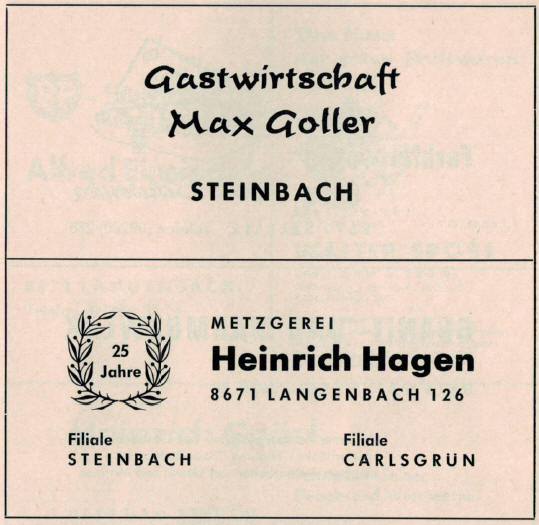 Gastwirtschaft
Max Goller
STEINBACH
25
Jahre
METZGEREI
Heinrich Hagen
8671 LANGENBACH 126
Filiale
STEINBACH
Filiale
CARLSGRÜN